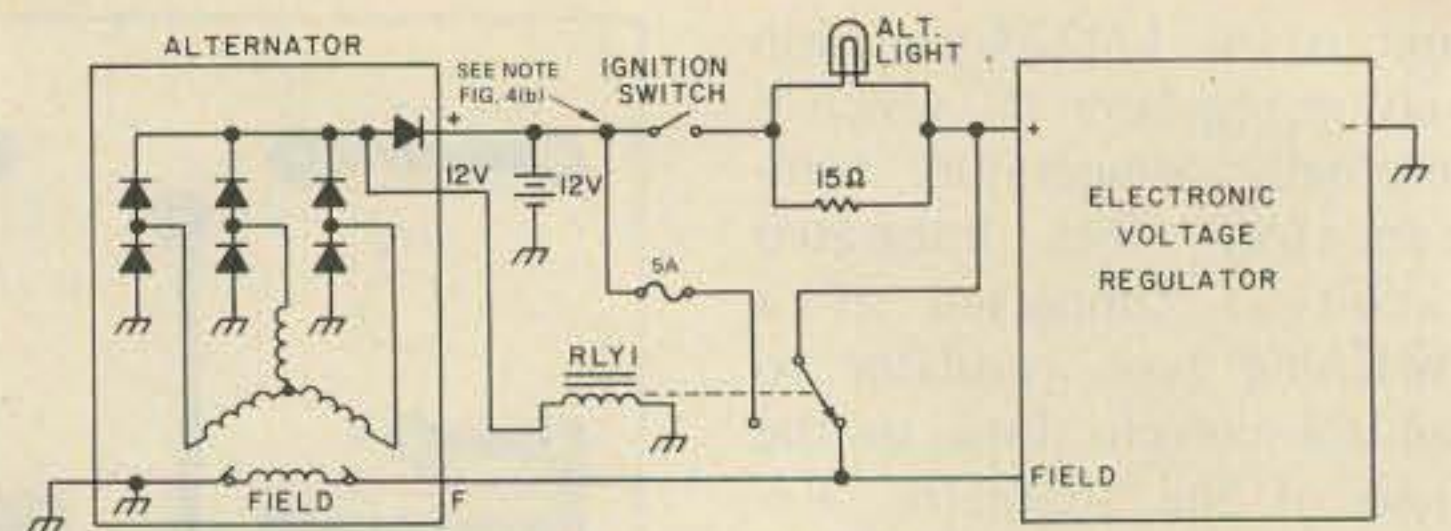 ALTERNATOR
SEE NOTE
FIG. 4(b)
IGNITION
SWITCH
ALT.
LIGHT
+
12V
12V
15Ω
5A
RLY1
FIELD
F
+
-
ELECTRONIC
VOLTAGE
REGULATOR
FIELD